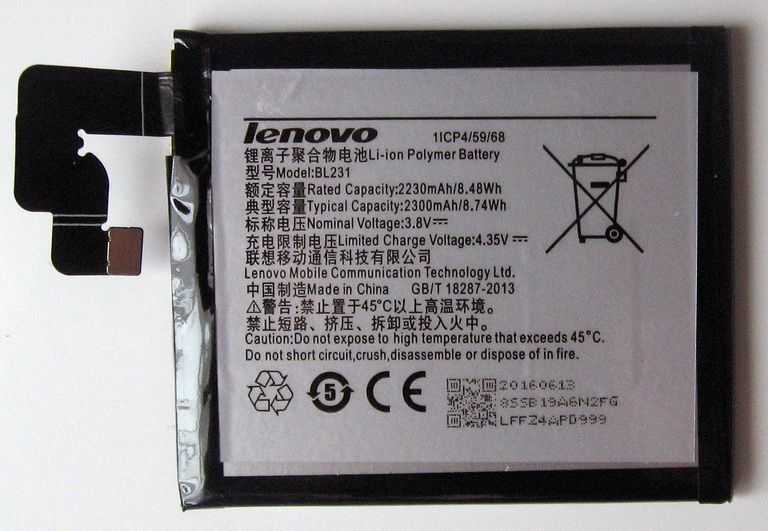 lenovo
1ICP4/59/68
锂离子聚合物电池Li-ion Polymer Battery
型号Model:BL231
额定容量Rated Capacity:2230mAh/8.48Wh
典型容量Typical Capacity:2300mAh/8.74Wh
标称电压Nominal Voltage:3.8V⎓
充电限制电压Limited Charge Voltage:4.35V⎓
联想移动通信科技有限公司
Lenovo Mobile Communication Technology Ltd.
中国制造Made in China GB/T 18287-2013
⚠警告:禁止置于45°C以上高温环境。
禁止短路、挤压、拆卸或投入火中。
Caution:Do not expose to high temperature that exceeds 45°C.
Do not short circuit,crush,disassemble or dispose of in fire.
5
CE
20160613
8SSB19A6N2FG
LFF24APD999